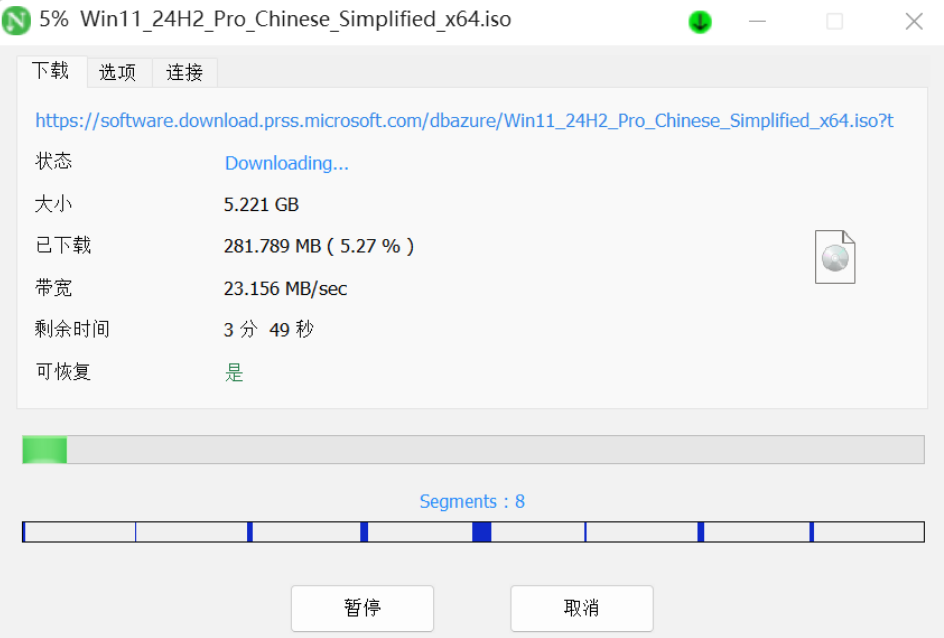 N 5% Win11_24H2_Pro_Chinese_Simplified_x64.iso
下载 选项 连接
https://software.download.prss.microsoft.com/dbazure/Win11_24H2_Pro_Chinese_Simplified_x64.iso?t
状态 Downloading...
大小 5.221 GB
已下载 281.789 MB ( 5.27 % )
带宽 23.156 MB/sec
剩余时间 3 分 49 秒
可恢复 是
Segments : 8
暂停 取消